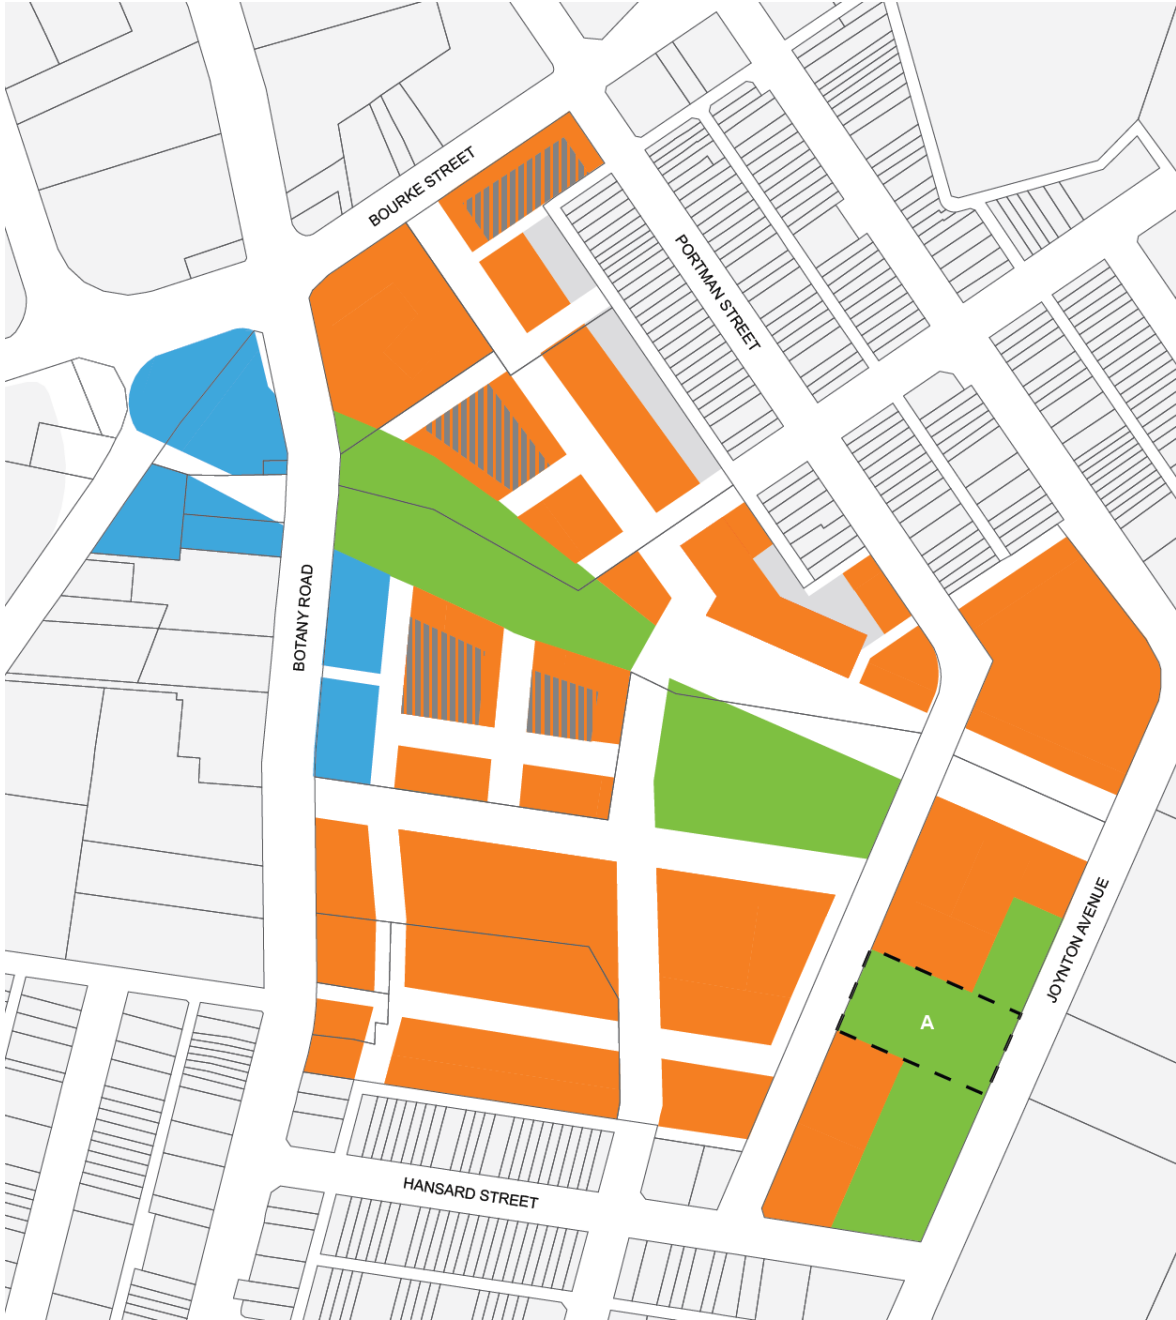 BOURKE STREET
PORTMAN STREET
BOTANY ROAD
JOYNTON AVENUE
A
HANSARD STREET